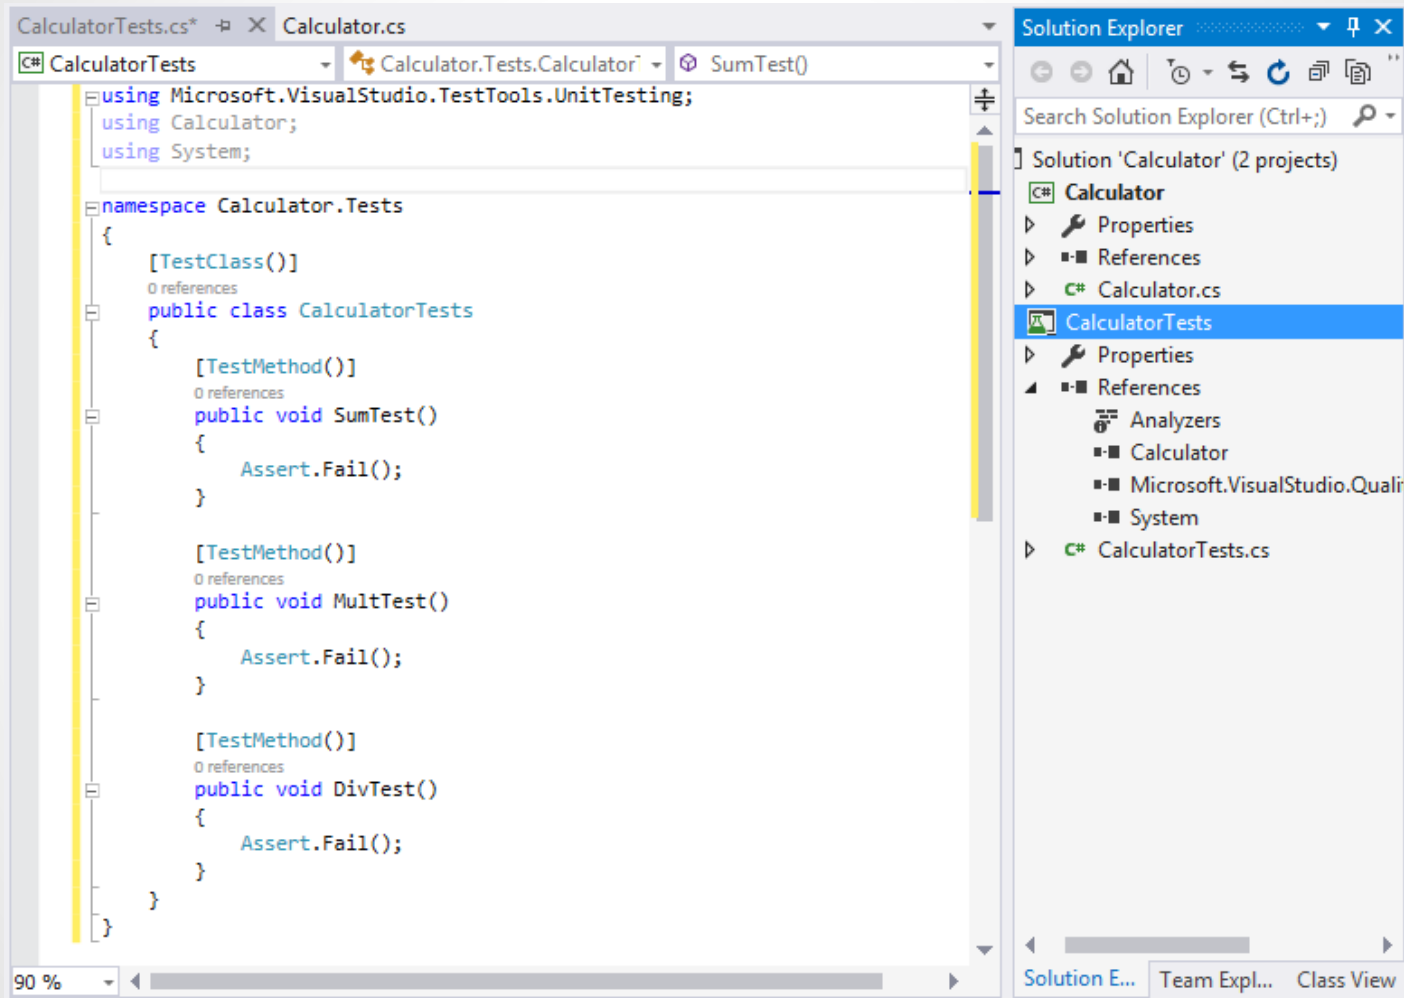 CalculatorTests.cs*
Calculator.cs
C# CalculatorTests
Calculator.Tests.Calculator
SumTest()
using Microsoft.VisualStudio.TestTools.UnitTesting;
using Calculator;
using System;
namespace Calculator.Tests
{
[TestClass()]
0 references
public class CalculatorTests
{
[TestMethod()]
0 references
public void SumTest()
{
Assert.Fail();
}
[TestMethod()]
0 references
public void MultTest()
{
Assert.Fail();
}
[TestMethod()]
0 references
public void DivTest()
{
Assert.Fail();
}
}
}
90 %
Solution Explorer
Search Solution Explorer (Ctrl+;)
Solution 'Calculator' (2 projects)
C# Calculator
Properties
References
C# Calculator.cs
CalculatorTests
Properties
References
Analyzers
Calculator
Microsoft.VisualStudio.Quali
System
C# CalculatorTests.cs
Solution E...
Team Expl...
Class View